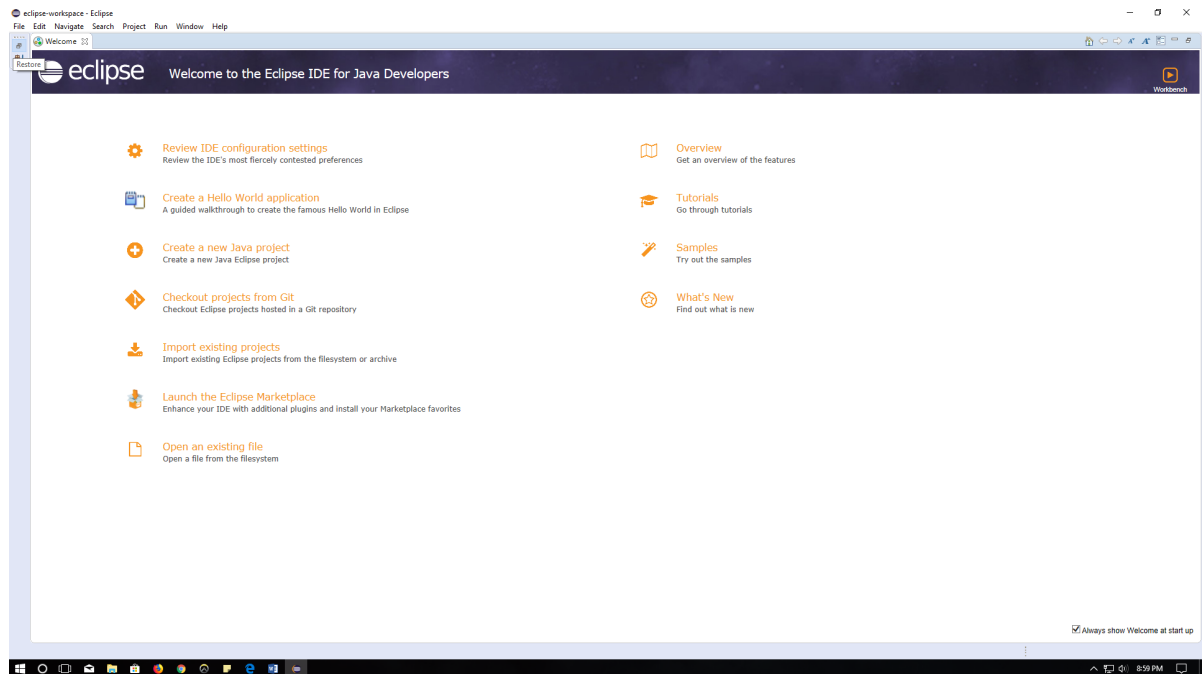 eclipse-workspace - Eclipse
File Edit Navigate Search Project Run Window Help
Welcome
Restore
eclipse Welcome to the Eclipse IDE for Java Developers
Workbench
Review IDE configuration settings
Review the IDE's most fiercely contested preferences
Create a Hello World application
A guided walkthrough to create the famous Hello World in Eclipse
Create a new Java project
Create a new Java Eclipse project
Checkout projects from Git
Checkout Eclipse projects hosted in a Git repository
Import existing projects
Import existing Eclipse projects from the filesystem or archive
Launch the Eclipse Marketplace
Enhance your IDE with additional plugins and install your Marketplace favorites
Open an existing file
Open a file from the filesystem
Overview
Get an overview of the features
Tutorials
Go through tutorials
Samples
Try out the samples
What's New
Find out what is new
Always show Welcome at start up
8:59 PM